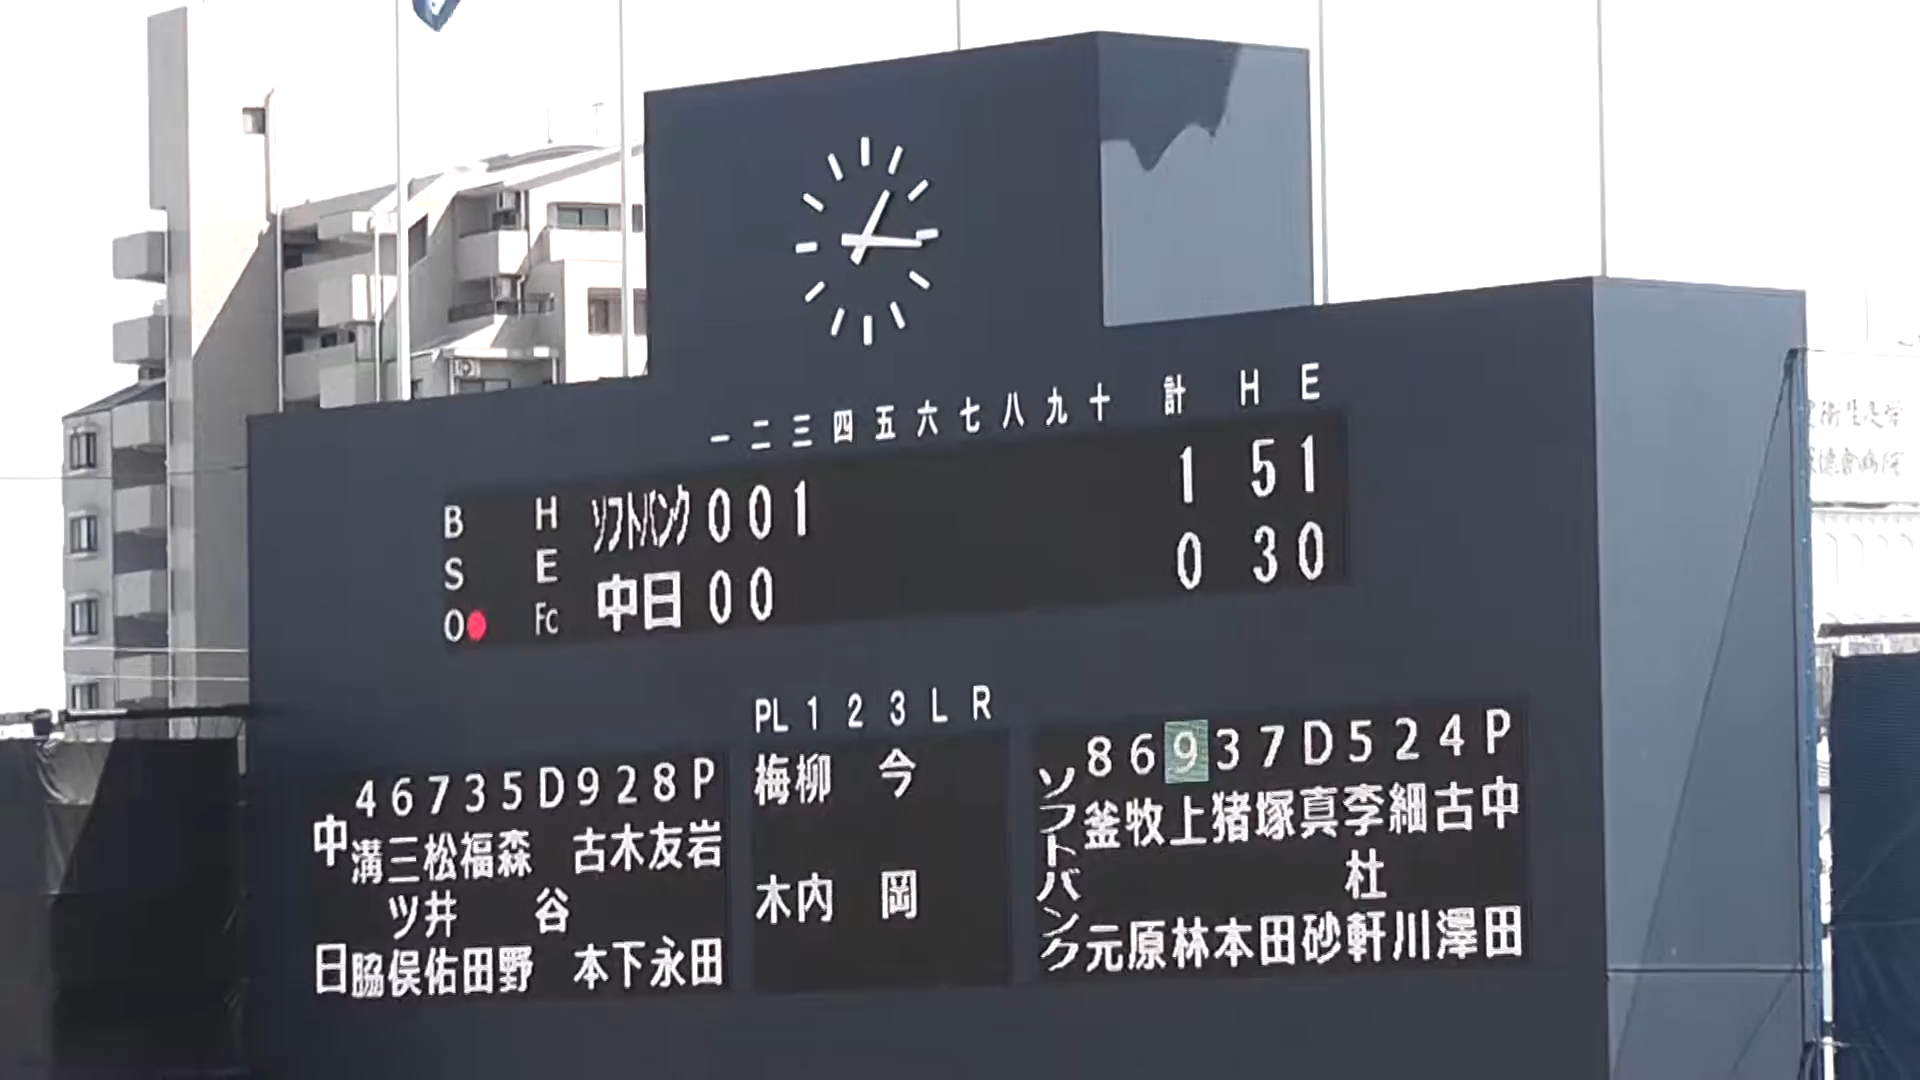 一 二 三 四 五 六 七 八 九 十 計 H E
B H ソフトバンク 0 0 1 1 5 1
S E
中日 0 0 0 3 0
O Fc
PL 1 2 3 L R
梅柳 今
木内 岡
4 6 7 3 5 D 9 2 8 P
中日
溝脇
三ツ俣
松井佑
福田
森野
谷
古本
木下
友永
岩田
8 6 9 3 7 D 5 2 4 P
ソフトバンク
釜元
牧原
上林
猪本
塚田
真砂
李杜軒
細川
古澤
中田